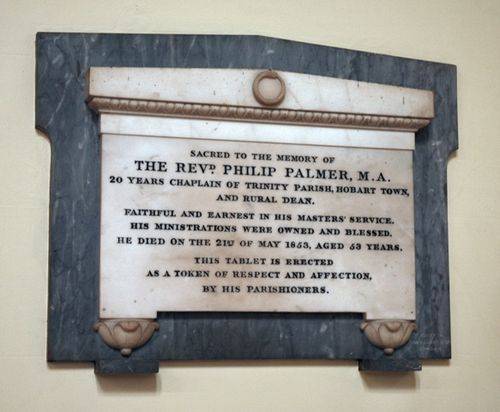 SACRED TO THE MEMORY OF
THE REVD PHILIP PALMER, M.A.
20 YEARS CHAPLAIN OF TRINITY PARISH, HOBART TOWN,
AND RURAL DEAN.
FAITHFUL AND EARNEST IN HIS MASTERS' SERVICE.
HIS MINISTRATIONS WERE OWNED AND BLESSED.
HE DIED ON THE 21ST OF MAY 1853, AGED 53 YEARS.
THIS TABLET IS ERECTED
AS A TOKEN OF RESPECT AND AFFECTION,
BY HIS PARISHIONERS.